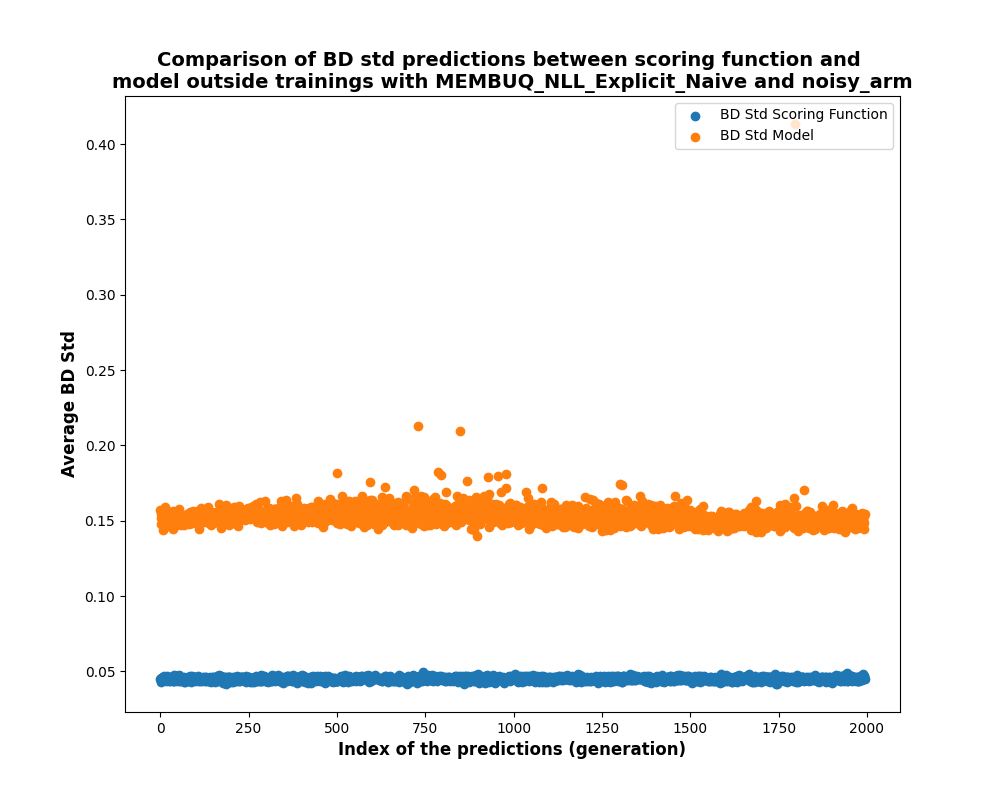 Comparison of BD std predictions between scoring function and
model outside trainings with MEMBUQ_NLL_Explicit_Naive and noisy_arm
BD Std Scoring Function
BD Std Model
Average BD Std
0.40
0.35
0.30
0.25
0.20
0.15
0.10
0.05
0
250
500
750
1000
1250
1500
1750
2000
Index of the predictions (generation)